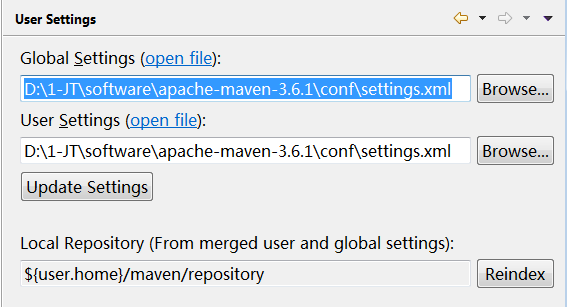 User Settings
Global Settings (open file):
D:\1-JT\software\apache-maven-3.6.1\conf\settings.xml Browse...
User Settings (open file):
D:\1-JT\software\apache-maven-3.6.1\conf\settings.xml Browse...
Update Settings
Local Repository (From merged user and global settings):
${user.home}/maven/repository Reindex